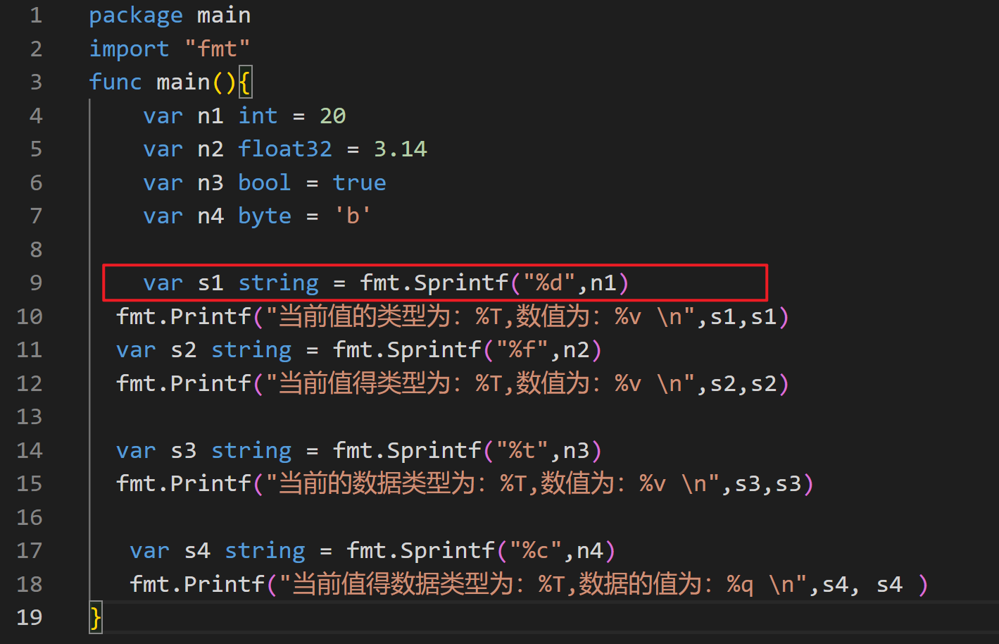 1 package main
2 import "fmt"
3 func main(){
4 var n1 int = 20
5 var n2 float32 = 3.14
6 var n3 bool = true
7 var n4 byte = 'b'
8
9 var s1 string = fmt.Sprintf("%d",n1)
10 fmt.Printf("当前值的类型为：%T,数值为：%v \n",s1,s1)
11 var s2 string = fmt.Sprintf("%f",n2)
12 fmt.Printf("当前值得类型为：%T,数值为：%v \n",s2,s2)
13
14 var s3 string = fmt.Sprintf("%t",n3)
15 fmt.Printf("当前的数据类型为：%T,数值为：%v \n",s3,s3)
16
17 var s4 string = fmt.Sprintf("%c",n4)
18 fmt.Printf("当前值得数据类型为：%T,数据的值为：%q \n",s4, s4 )
19 }